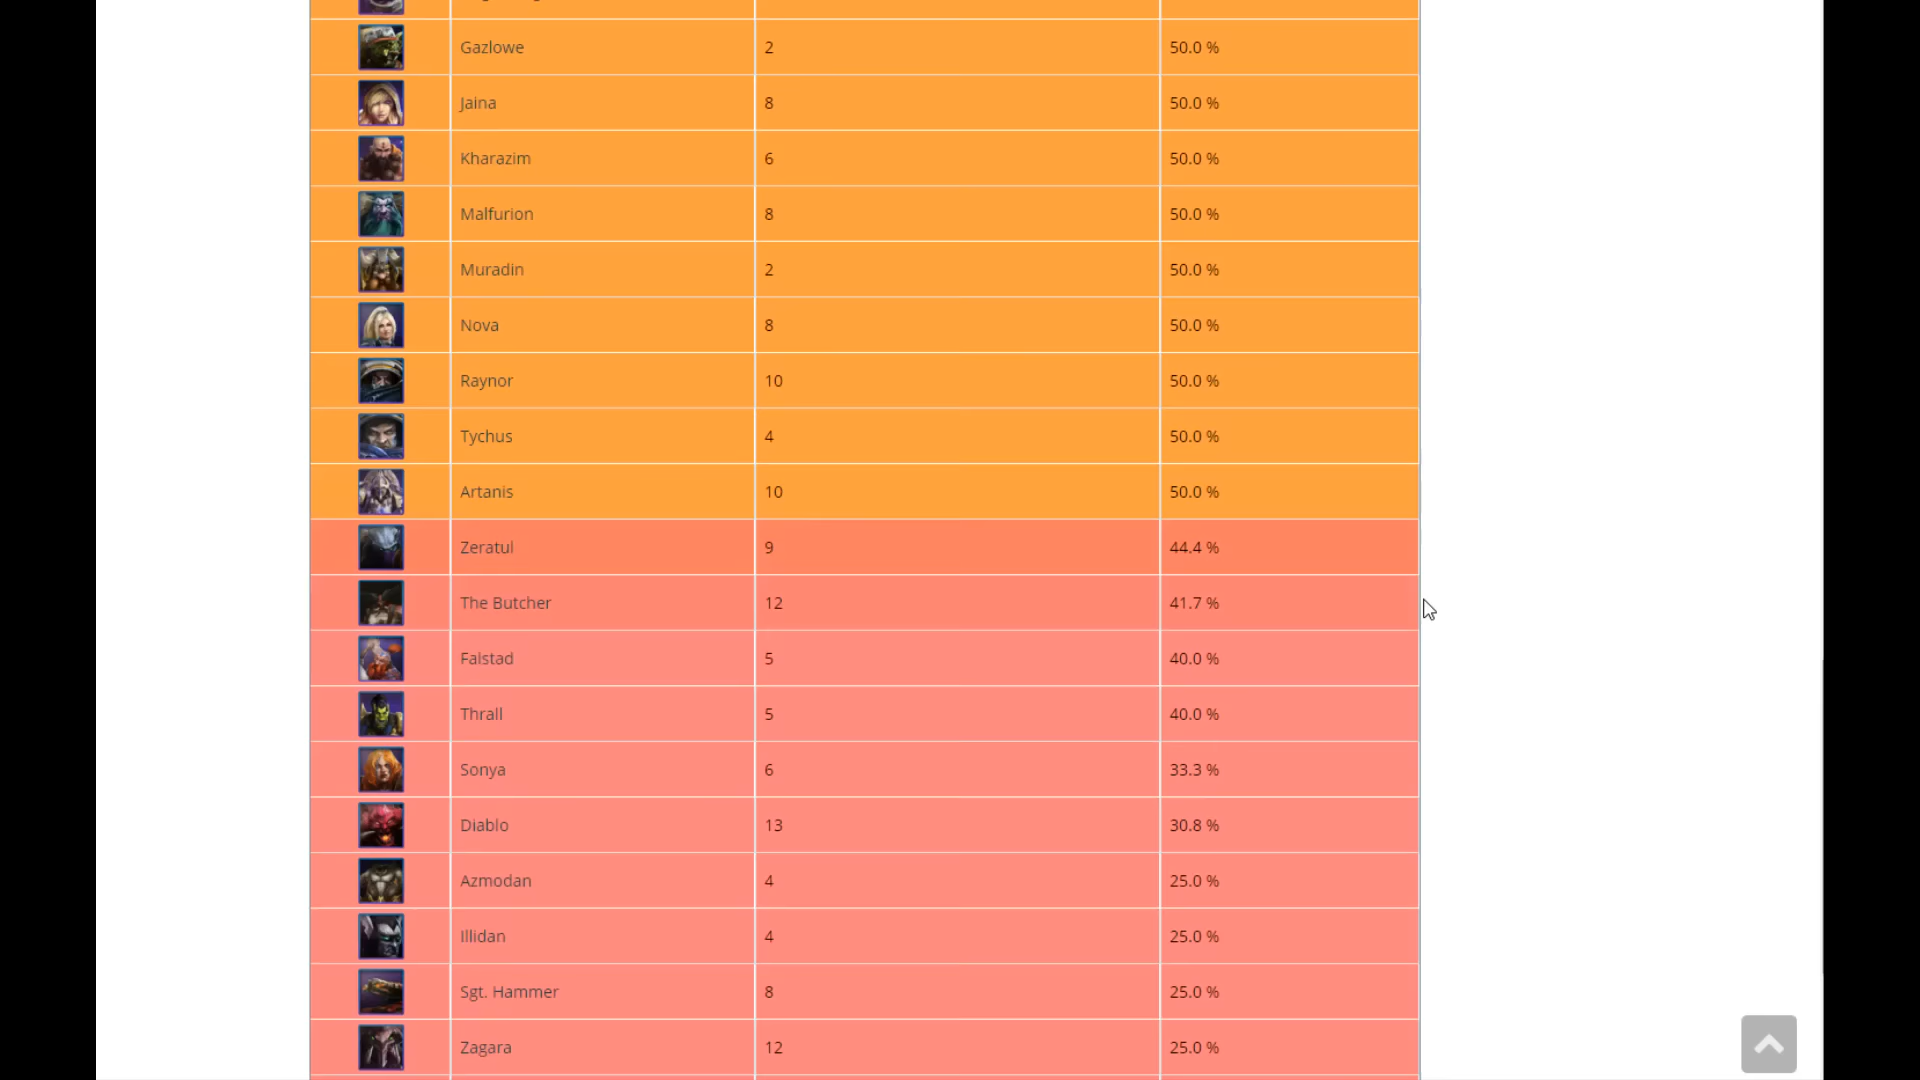 Gazlowe 2 50.0 %
Jaina 8 50.0 %
Kharazim 6 50.0 %
Malfurion 8 50.0 %
Muradin 2 50.0 %
Nova 8 50.0 %
Raynor 10 50.0 %
Tychus 4 50.0 %
Artanis 10 50.0 %
Zeratul 9 44.4 %
The Butcher 12 41.7 %
Falstad 5 40.0 %
Thrall 5 40.0 %
Sonya 6 33.3 %
Diablo 13 30.8 %
Azmodan 4 25.0 %
Illidan 4 25.0 %
Sgt. Hammer 8 25.0 %
Zagara 12 25.0 %